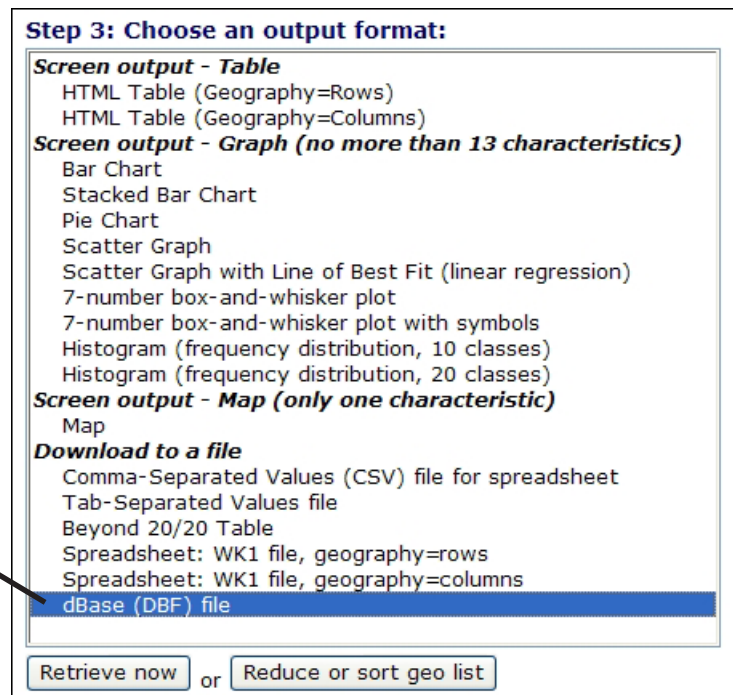 Step 3: Choose an output format:
Screen output - Table
HTML Table (Geography=Rows)
HTML Table (Geography=Columns)
Screen output - Graph (no more than 13 characteristics)
Bar Chart
Stacked Bar Chart
Pie Chart
Scatter Graph
Scatter Graph with Line of Best Fit (linear regression)
7-number box-and-whisker plot
7-number box-and-whisker plot with symbols
Histogram (frequency distribution, 10 classes)
Histogram (frequency distribution, 20 classes)
Screen output - Map (only one characteristic)
Map
Download to a file
Comma-Separated Values (CSV) file for spreadsheet
Tab-Separated Values file
Beyond 20/20 Table
Spreadsheet: WK1 file, geography=rows
Spreadsheet: WK1 file, geography=columns
dBase (DBF) file
Retrieve now or Reduce or sort geo list